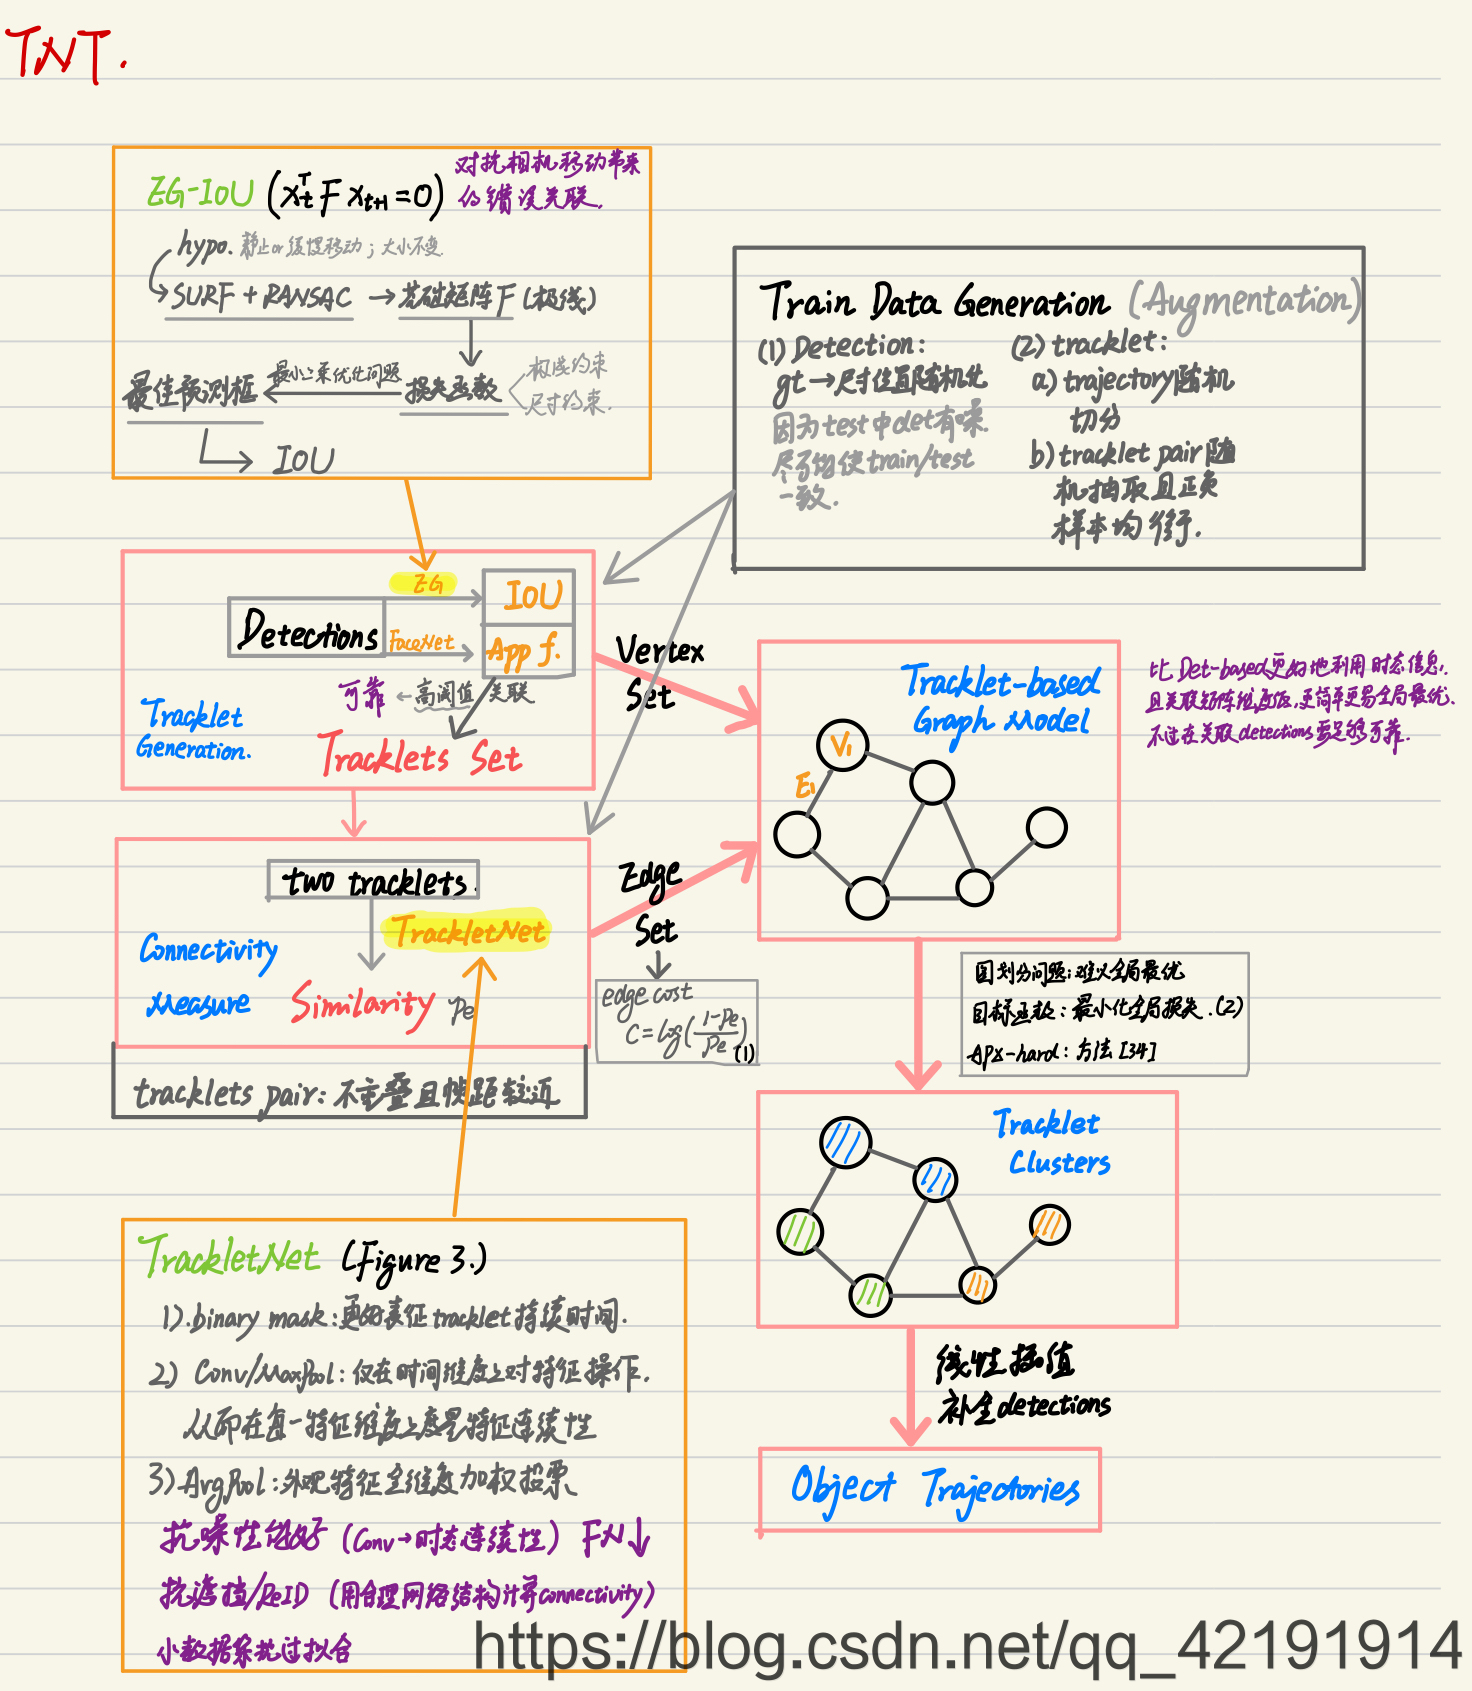 TNT.
EG-IoU (x_t^T F x_{t+1} = 0)
对抗相机移动带来
的错误关联.
hypo. 静止or缓慢移动；大小不变.
SURF + RANSAC → 基础矩阵F (极线)
最佳预测框 ← 最小二乘优化问题 损失函数
极线约束
尺寸约束.
IoU
Train Data Generation (Augmentation)
(1) Detection:
gt → 尺寸位置随机化
因为test中det有噪.
尽可能使train/test
一致.
(2) tracklet:
a) trajectory随机
切分
b) tracklet pair随
机抽取且正负
样本均衡.
EG
Detections
IoU
FaceNet
App f.
可靠 ← 高阈值 关联
Tracklet
Generation.
Tracklets Set
Vertex
Set
Tracklet-based
Graph Model
V1
E1
比Det-based更好地利用时态信息,
且关联矩阵维度低,更简单更易全局最优.
不过在关联detections要足够可靠.
two tracklets.
TrackletNet
Connectivity
Measure
Similarity Pe
tracklets pair: 不重叠且帧距较近
Edge
Set
edge cost
C = log(\frac{1-Pe}{Pe}) (1)
图划分问题: 难以全局最优
目标函数: 最小化全局损失.(2)
APX-hard: 方法 [34]
Tracklet
Clusters
线性插值
补全detections
Object Trajectories
TrackletNet (Figure 3.)
1). binary mask: 更好表征tracklet持续时间.
2) Conv/MaxPool: 仅在时间维度上对特征操作.
从而在每一特征维度上度量特征连续性
3) AvgPool: 外观特征全维度加权投票
抗噪性能好 (Conv→时态连续性) FN↓
抗遮挡/ReID (用合理网络结构计算connectivity)
小数据集抗过拟合
https://blog.csdn.net/qq_42191914